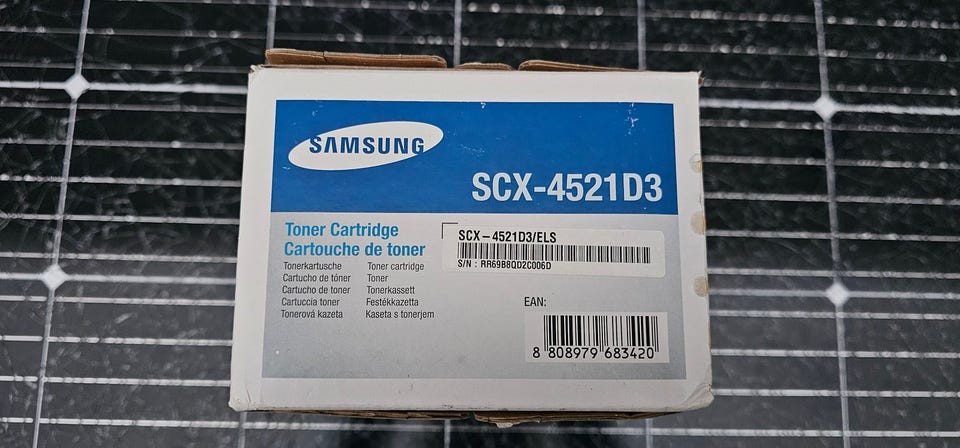 SAMSUNG
SCX-4521D3
Toner Cartridge
Cartouche de toner
Tonerkartusche
Cartucho de tóner
Cartucho de toner
Cartuccia toner
Tonerová kazeta
Toner cartridge
Toner
Tonerkassett
Festékkazetta
Kaseta s tonerjem
SCX-4521D3/ELS
S/N : RR69B8QD2C006D
EAN:
8 808979 683420